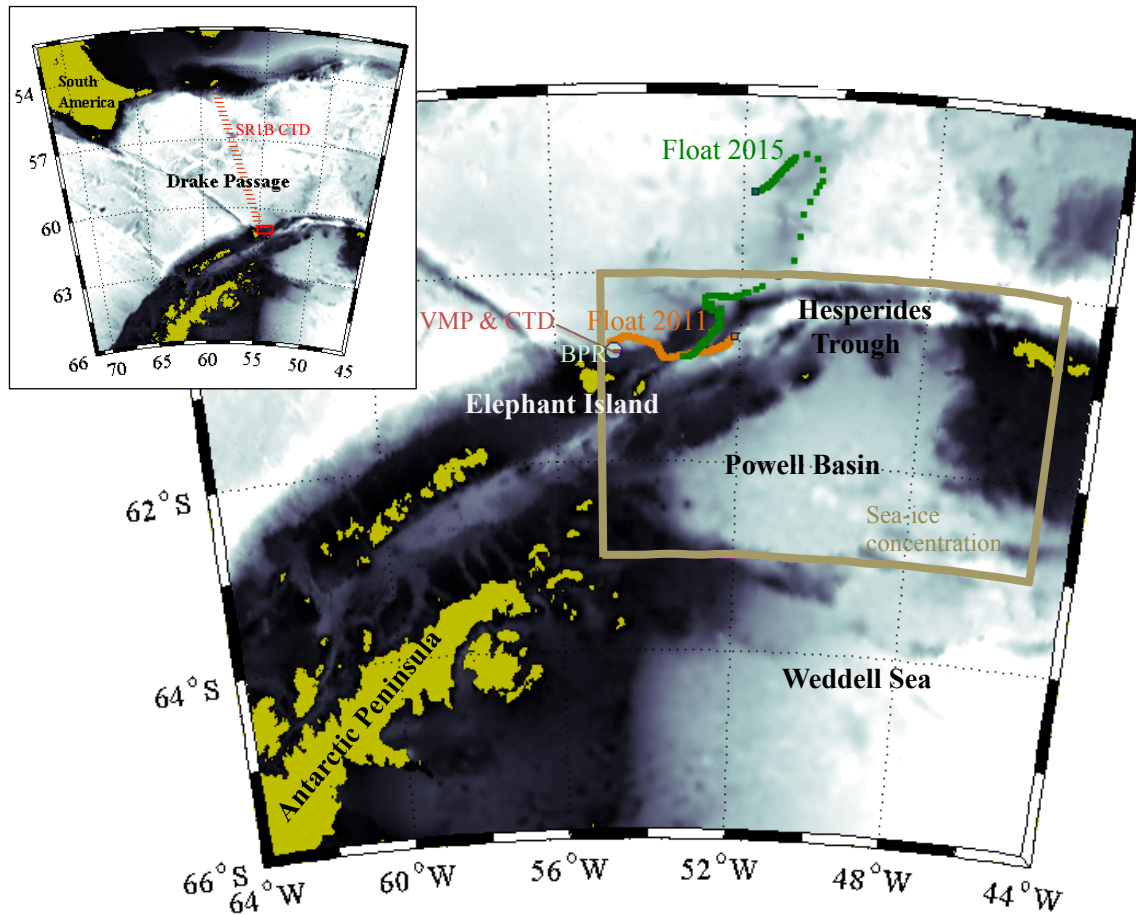 South
America
54
57
60
63
66
70
65
60
55
50
45
SR1B CTD
Drake Passage
Float 2015
Hesperides
Trough
VMP & CTD
Float 2011
BPR
Elephant Island
Powell Basin
Sea-ice
concentration
Weddell Sea
Antarctic Peninsula
62°S
64°S
66°S
64°W
60°W
56°W
52°W
48°W
44°W